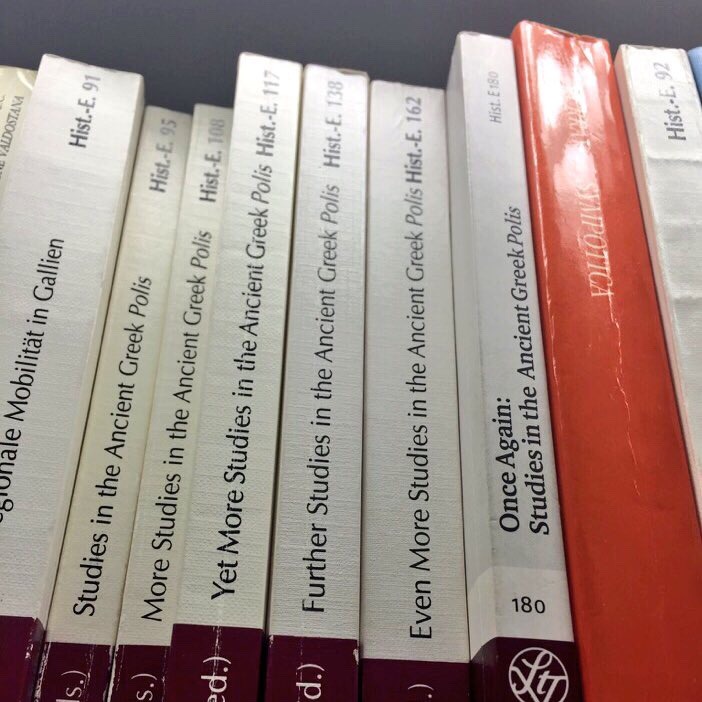 VALDOSTANA
Hist.-E. 91
Mobilität in Gallien
Hist.-E. 95
Studies in the Ancient Greek Polis
s.)
Hist.-E. 108
More Studies in the Ancient Greek Polis
s.)
Hist.-E. 117
Yet More Studies in the Ancient Greek Polis
ed.)
Hist.-E. 138
Further Studies in the Ancient Greek Polis
d.)
Hist.-E. 162
Even More Studies in the Ancient Greek Polis
.)
Hist. E 180
Once Again:
Studies in the Ancient Greek Polis
180
Hist.-E. 92